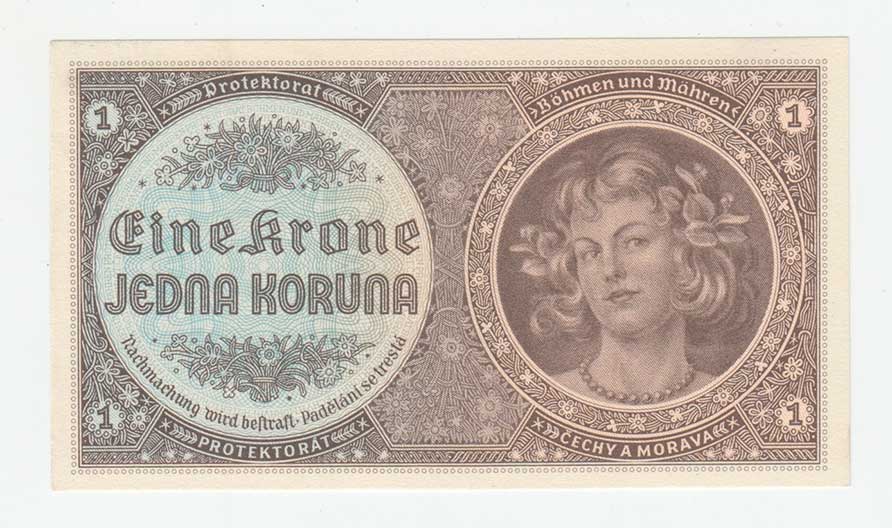 Protektorat
Böhmen und Mähren
1
1
Eine Krone
JEDNA KORUNA
Nachmachung wird bestraft · Padělání se trestá
1
1
PROTEKTORÁT
ČECHY A MORAVA